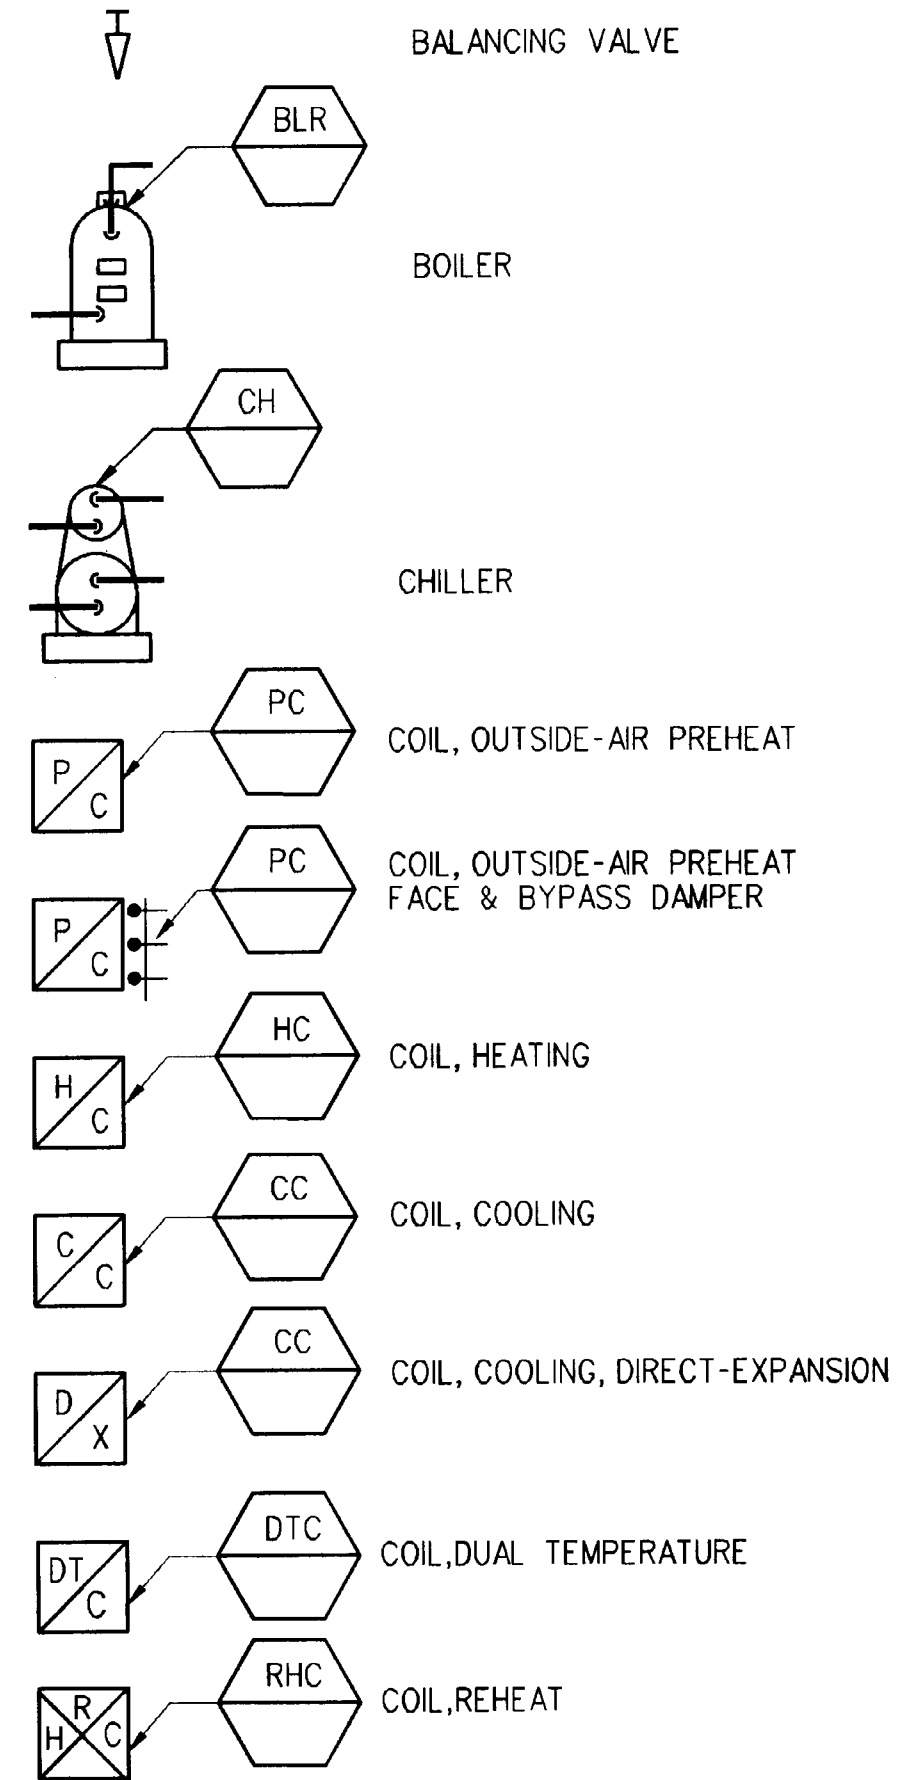 BALANCING VALVE
BLR
BOILER
CH
CHILLER
PC
COIL, OUTSIDE-AIR PREHEAT
P
C
PC
COIL, OUTSIDE-AIR PREHEAT
FACE & BYPASS DAMPER
P
C
HC
COIL, HEATING
H
C
CC
COIL, COOLING
C
C
CC
COIL, COOLING, DIRECT-EXPANSION
D
X
DTC
COIL,DUAL TEMPERATURE
DT
C
RHC
COIL,REHEAT
R
H C